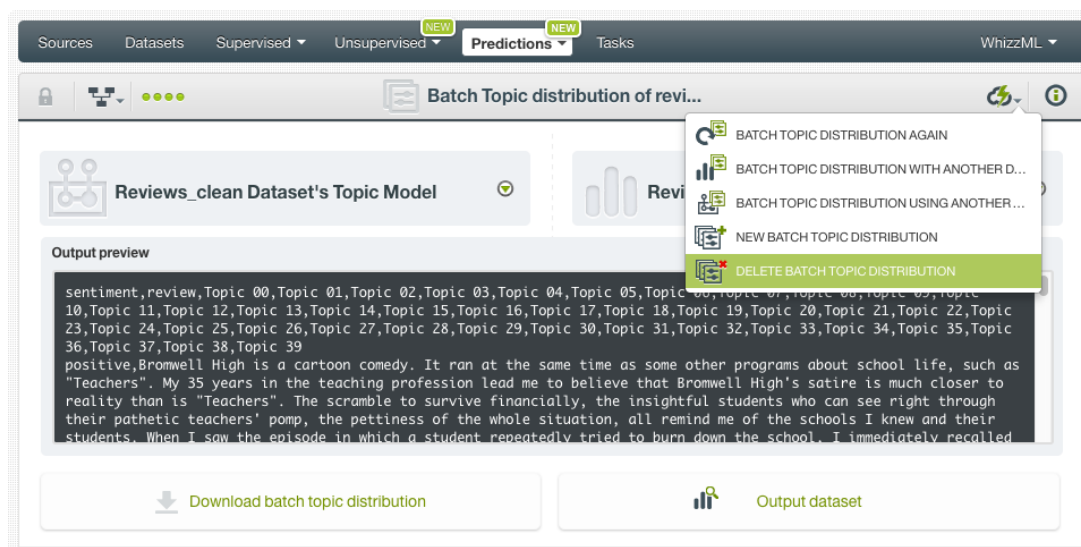 NEW
NEW
Sources Datasets Supervised Unsupervised Predictions Tasks WhizzML
Batch Topic distribution of revi...
BATCH TOPIC DISTRIBUTION AGAIN
BATCH TOPIC DISTRIBUTION WITH ANOTHER D...
BATCH TOPIC DISTRIBUTION USING ANOTHER ...
NEW BATCH TOPIC DISTRIBUTION
DELETE BATCH TOPIC DISTRIBUTION
Reviews_clean Dataset's Topic Model
Revi
Output preview
sentiment,review,Topic 00,Topic 01,Topic 02,Topic 03,Topic 04,Topic 05,Topic 06,Topic 07,Topic 08,Topic 09,Topic
10,Topic 11,Topic 12,Topic 13,Topic 14,Topic 15,Topic 16,Topic 17,Topic 18,Topic 19,Topic 20,Topic 21,Topic 22,Topic
23,Topic 24,Topic 25,Topic 26,Topic 27,Topic 28,Topic 29,Topic 30,Topic 31,Topic 32,Topic 33,Topic 34,Topic 35,Topic
36,Topic 37,Topic 38,Topic 39
positive,Bromwell High is a cartoon comedy. It ran at the same time as some other programs about school life, such as
"Teachers". My 35 years in the teaching profession lead me to believe that Bromwell High's satire is much closer to
reality than is "Teachers". The scramble to survive financially, the insightful students who can see right through
their pathetic teachers' pomp, the pettiness of the whole situation, all remind me of the schools I knew and their
students. When I saw the episode in which a student repeatedly tried to burn down the school, I immediately recalled
Download batch topic distribution
Output dataset